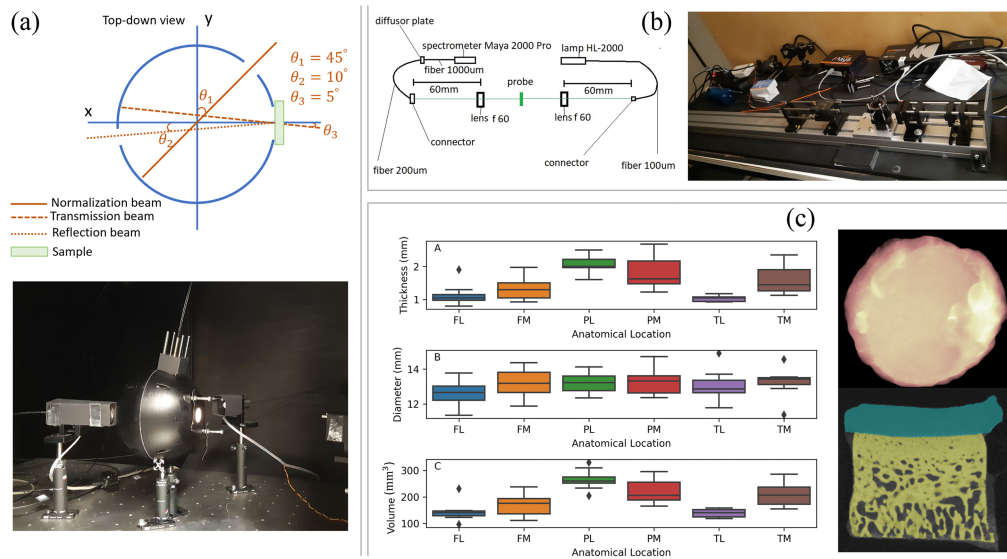 (a)
Top-down view
y
x
θ₁
θ₂
θ₃
θ₁ = 45°
θ₂ = 10°
θ₃ = 5°
Normalization beam
Transmission beam
Reflection beam
Sample
(b)
diffusor plate
spectrometer Maya 2000 Pro
lamp HL-2000
fiber 1000um
60mm
probe
60mm
lens f 60
lens f 60
connector
connector
fiber 200um
fiber 100um
(c)
A
Thickness (mm)
2
1
FL FM PL PM TL TM
Anatomical Location
B
Diameter (mm)
14
12
FL FM PL PM TL TM
Anatomical Location
C
Volume (mm³)
300
200
100
FL FM PL PM TL TM
Anatomical Location